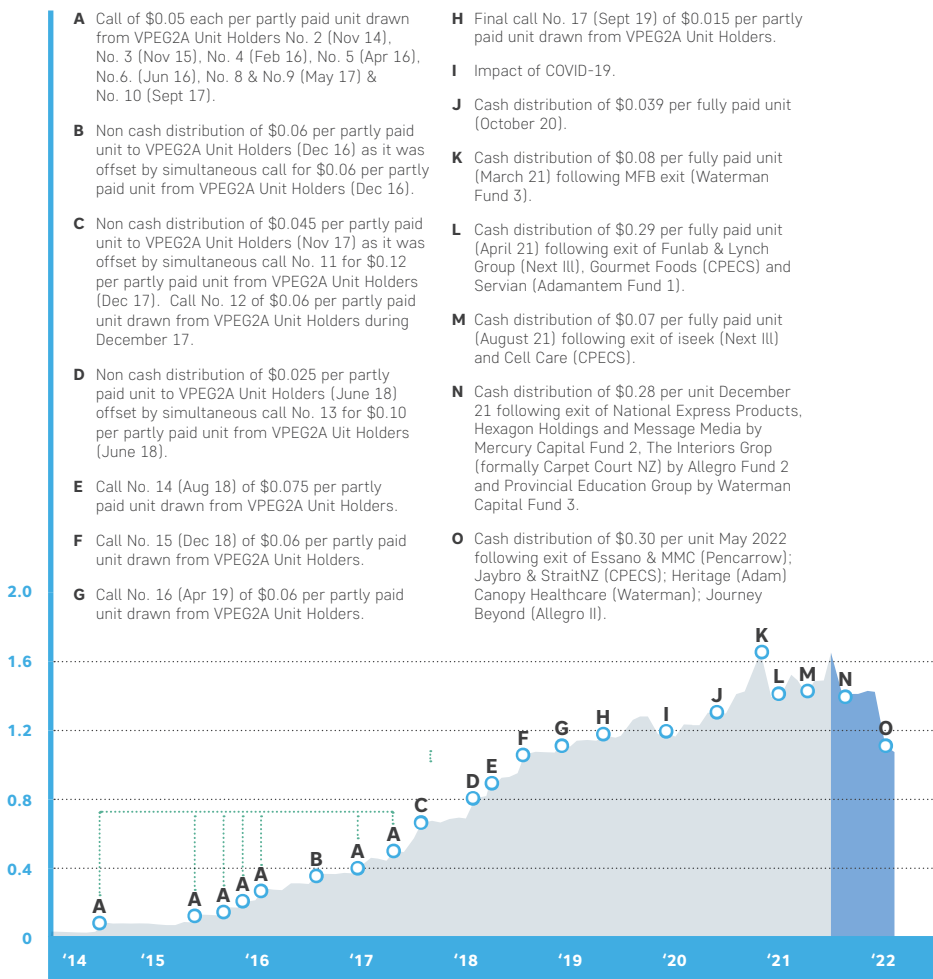 A Call of $0.05 each per partly paid unit drawn
from VPEG2A Unit Holders No. 2 (Nov 14),
No. 3 (Nov 15), No. 4 (Feb 16), No. 5 (Apr 16),
No.6. (Jun 16), No. 8 & No.9 (May 17) &
No. 10 (Sept 17).
B Non cash distribution of $0.06 per partly paid
unit to VPEG2A Unit Holders (Dec 16) as it was
offset by simultaneous call for $0.06 per partly
paid unit from VPEG2A Unit Holders (Dec 16).
C Non cash distribution of $0.045 per partly paid
unit to VPEG2A Unit Holders (Nov 17) as it was
offset by simultaneous call No. 11 for $0.12
per partly paid unit from VPEG2A Unit Holders
(Dec 17). Call No. 12 of $0.06 per partly paid
unit drawn from VPEG2A Unit Holders during
December 17.
D Non cash distribution of $0.025 per partly
paid unit to VPEG2A Unit Holders (June 18)
offset by simultaneous call No. 13 for $0.10
per partly paid unit from VPEG2A Uit Holders
(June 18).
E Call No. 14 (Aug 18) of $0.075 per partly
paid unit drawn from VPEG2A Unit Holders.
F Call No. 15 (Dec 18) of $0.06 per partly paid
unit drawn from VPEG2A Unit Holders.
G Call No. 16 (Apr 19) of $0.06 per partly paid
unit drawn from VPEG2A Unit Holders.
H Final call No. 17 (Sept 19) of $0.015 per partly
paid unit drawn from VPEG2A Unit Holders.
I Impact of COVID-19.
J Cash distribution of $0.039 per fully paid unit
(October 20).
K Cash distribution of $0.08 per fully paid unit
(March 21) following MFB exit (Waterman
Fund 3).
L Cash distribution of $0.29 per fully paid unit
(April 21) following exit of Funlab & Lynch
Group (Next Ill), Gourmet Foods (CPECS) and
Servian (Adamantem Fund 1).
M Cash distribution of $0.07 per fully paid unit
(August 21) following exit of iseek (Next Ill)
and Cell Care (CPECS).
N Cash distribution of $0.28 per unit December
21 following exit of National Express Products,
Hexagon Holdings and Message Media by
Mercury Capital Fund 2, The Interiors Grop
(formally Carpet Court NZ) by Allegro Fund 2
and Provincial Education Group by Waterman
Capital Fund 3.
O Cash distribution of $0.30 per unit May 2022
following exit of Essano & MMC (Pencarrow);
Jaybro & StraitNZ (CPECS); Heritage (Adam)
Canopy Healthcare (Waterman); Journey
Beyond (Allegro II).
2.0
1.6
1.2
0.8
0.4
0
A
A
A
A
A
B
A
A
C
D
E
F
G
H
I
J
K
L
M
N
O
‘14 ‘15 ‘16 ‘17 ‘18 ‘19 ‘20 ‘21 ‘22